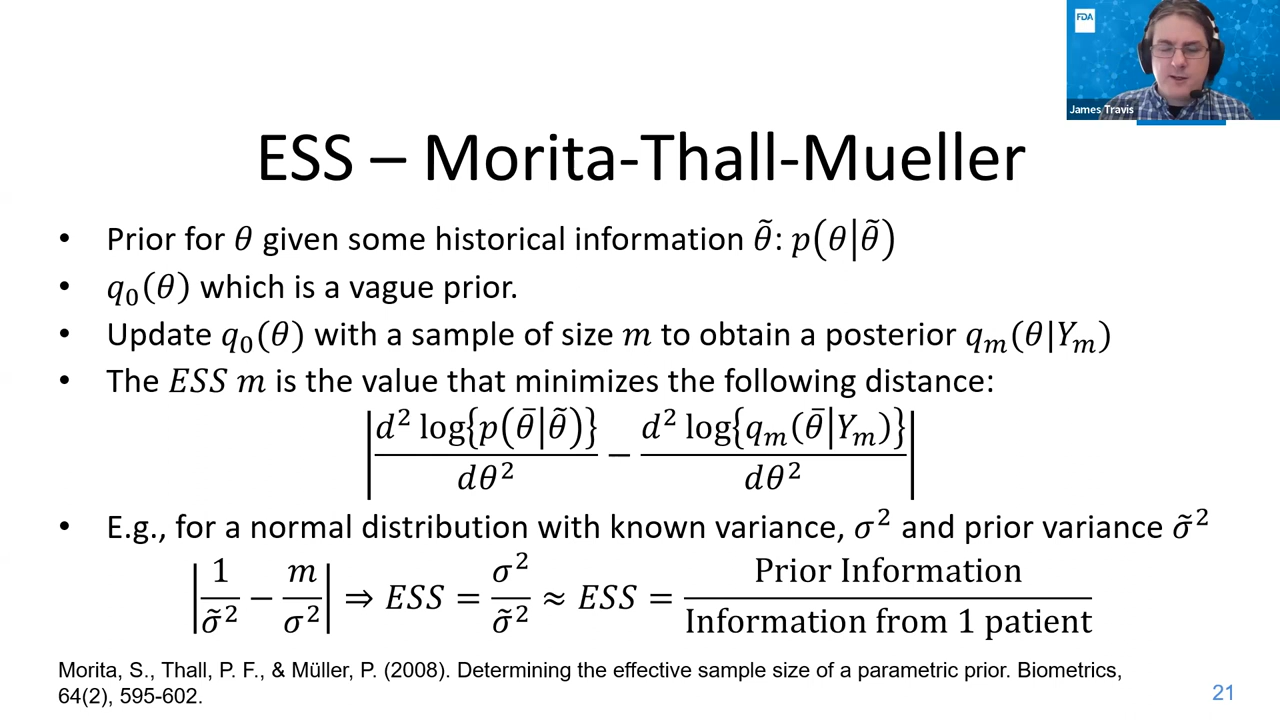 FDA
James Travis
ESS – Morita-Thall-Mueller
• Prior for 𝜃 given some historical information 𝜃̃: 𝑝(𝜃|𝜃̃)
• 𝑞₀(𝜃) which is a vague prior.
• Update 𝑞₀(𝜃) with a sample of size 𝑚 to obtain a posterior 𝑞ₘ(𝜃|𝑌ₘ)
• The 𝐸𝑆𝑆 𝑚 is the value that minimizes the following distance:
|𝑑² log{𝑝(𝜃̄|𝜃̃)}/𝑑𝜃² − 𝑑² log{𝑞ₘ(𝜃̄|𝑌ₘ)}/𝑑𝜃²|
• E.g., for a normal distribution with known variance, 𝜎² and prior variance 𝜎̃²
|1/𝜎̃² − 𝑚/𝜎²| ⇒ 𝐸𝑆𝑆 = 𝜎²/𝜎̃² ≈ 𝐸𝑆𝑆 = Prior Information/Information from 1 patient
Morita, S., Thall, P. F., & Müller, P. (2008). Determining the effective sample size of a parametric prior. Biometrics,
64(2), 595-602.
21